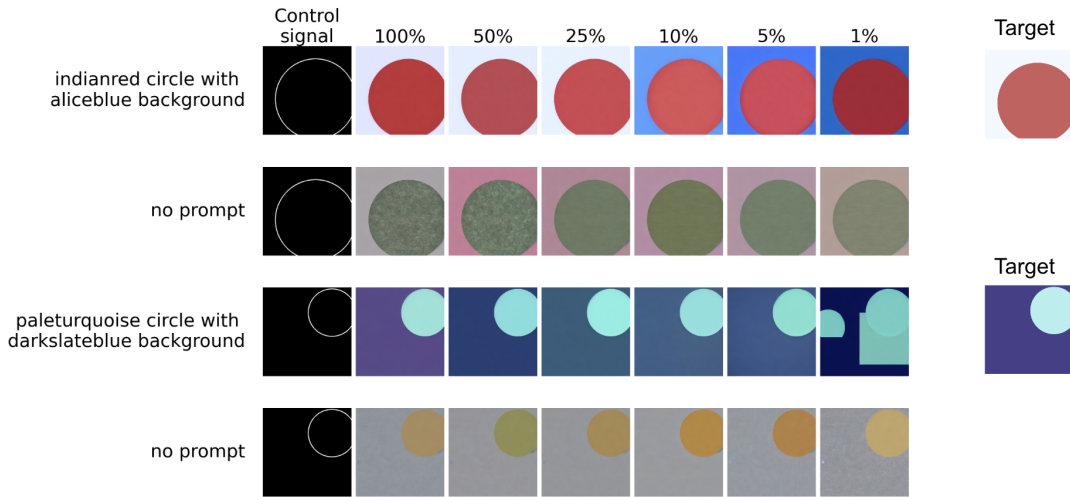 Control
signal
100%
50%
25%
10%
5%
1%
Target
indianred circle with
aliceblue background
no prompt
Target
paleturquoise circle with
darkslateblue background
no prompt